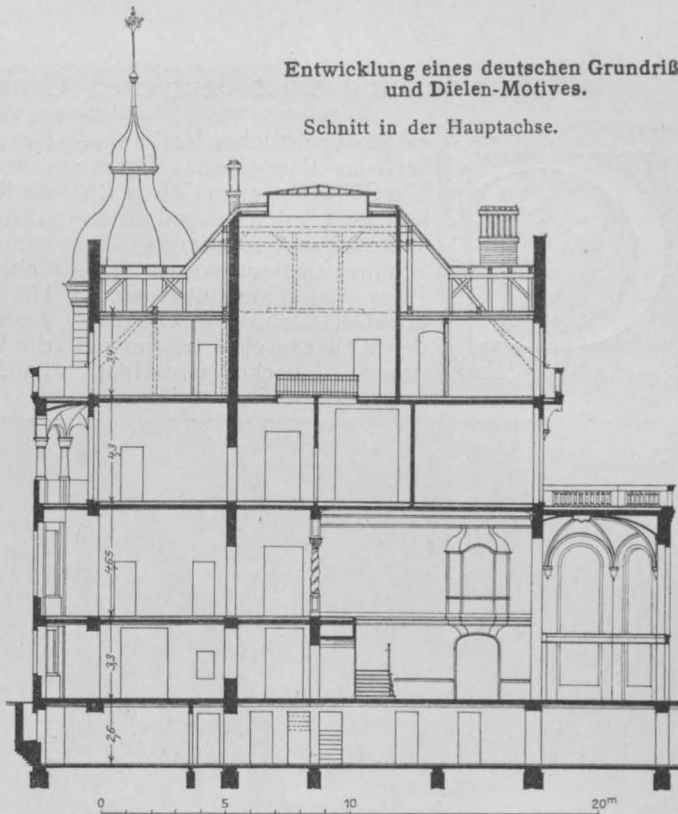 Entwicklung eines deutschen Grundriß
und Dielen-Motives.
Schnitt in der Hauptachse.
3,4
4,3
4,65
3,3
2,6
0 5 10 20m